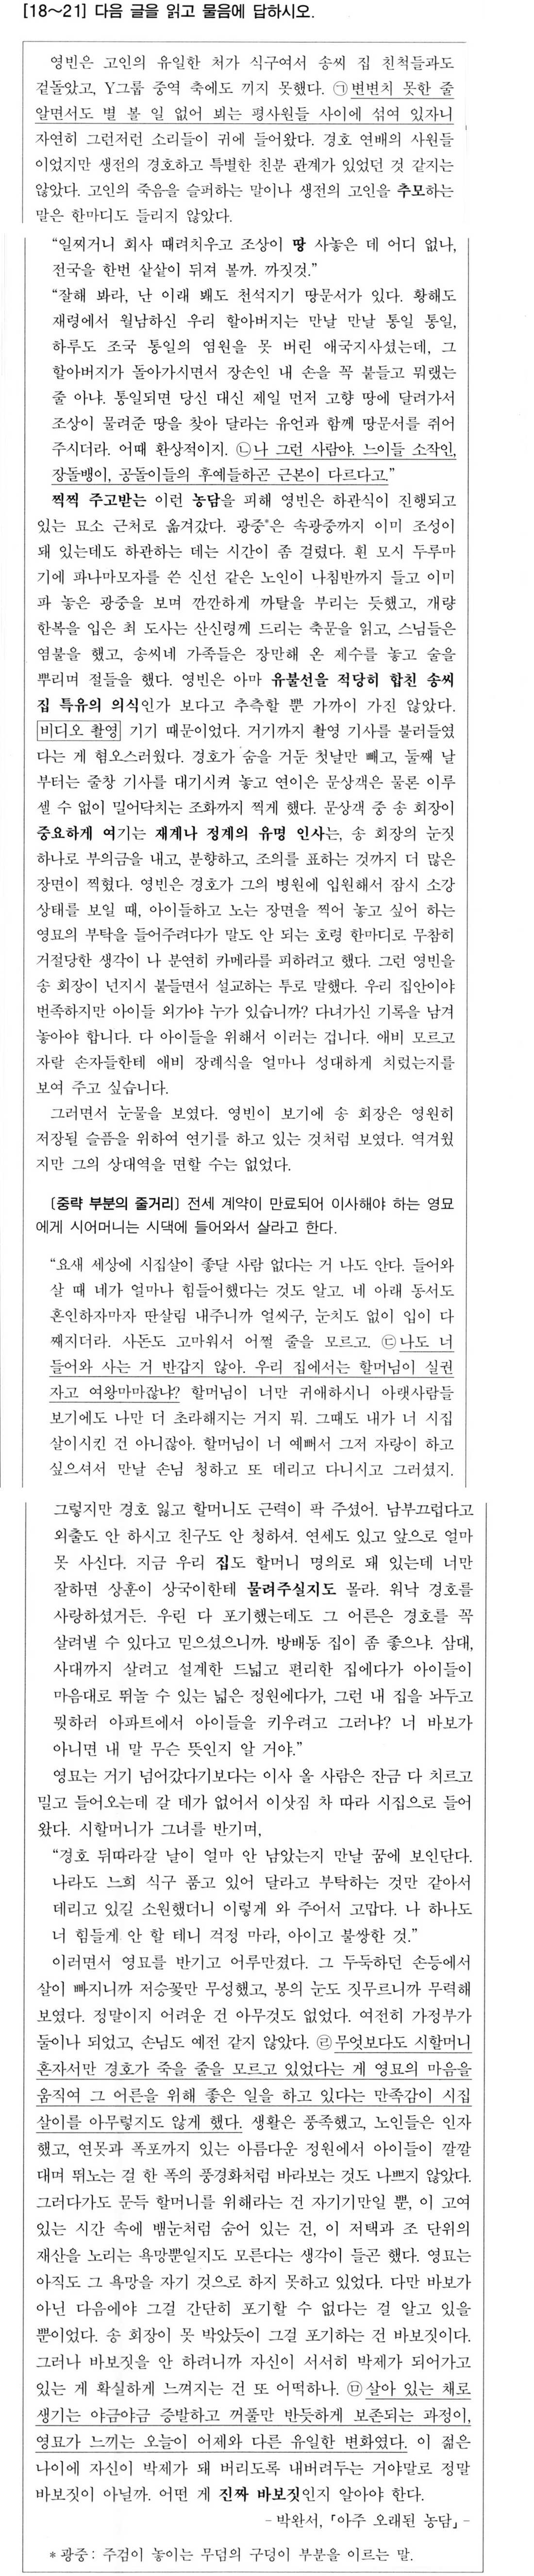 [18～21] 다음 글을 읽고 물음에 답하시오.
영빈은 고인의 유일한 처가 식구여서 송씨 집 친척들과도
겉돌았고, Y그룹 중역 축에도 끼지 못했다. ㉠변변치 못한 줄
알면서도 별 볼 일 없어 뵈는 평사원들 사이에 섞여 있자니
자연히 그런저런 소리들이 귀에 들어왔다. 경호 연배의 사원들
이었지만 생전의 경호하고 특별한 친분 관계가 있었던 것 같지는
않았다. 고인의 죽음을 슬퍼하는 말이나 생전의 고인을 추모하는
말은 한마디도 들리지 않았다.
“일찌거니 회사 때려치우고 조상이 땅 사놓은 데 어디 없나,
전국을 한번 샅샅이 뒤져 볼까. 까짓것.”
“잘해 봐라, 난 이래 봬도 천석지기 땅문서가 있다. 황해도
재령에서 월남하신 우리 할아버지는 만날 만날 통일 통일,
하루도 조국 통일의 염원을 못 버린 애국지사셨는데, 그
할아버지가 돌아가시면서 장손인 내 손을 꼭 붙들고 뭐랬는
줄 아냐. 통일되면 당신 대신 제일 먼저 고향 땅에 달려가서
조상이 물려준 땅을 찾아 달라는 유언과 함께 땅문서를 쥐어
주시더라. 어때 환상적이지. ㉡나 그런 사람야. 느이들 소작인,
장돌뱅이, 공돌이들의 후예들하곤 근본이 다르다고.”
찍찍 주고받는 이런 농담을 피해 영빈은 하관식이 진행되고
있는 묘소 근처로 옮겨갔다. 광중*은 속광중까지 이미 조성이
돼 있는데도 하관하는 데는 시간이 좀 걸렸다. 흰 모시 두루마
기에 파나마모자를 쓴 신선 같은 노인이 나침반까지 들고 이미
파 놓은 광중을 보며 깐깐하게 까탈을 부리는 듯했고, 개량
한복을 입은 최 도사는 산신령께 드리는 축문을 읽고, 스님들은
염불을 했고, 송씨네 가족들은 장만해 온 제수를 놓고 술을
뿌리며 절들을 했다. 영빈은 아마 유불선을 적당히 합친 송씨
집 특유의 의식인가 보다고 추측할 뿐 가까이 가진 않았다.
비디오 촬영 기기 때문이었다. 거기까지 촬영 기사를 불러들였
다는 게 혐오스러웠다. 경호가 숨을 거둔 첫날만 빼고, 둘째 날
부터는 줄창 기사를 대기시켜 놓고 연이은 문상객은 물론 이루
셀 수 없이 밀어닥치는 조화까지 찍게 했다. 문상객 중 송 회장이
중요하게 여기는 재계나 정계의 유명 인사는, 송 회장의 눈짓
하나로 부의금을 내고, 분향하고, 조의를 표하는 것까지 더 많은
장면이 찍혔다. 영빈은 경호가 그의 병원에 입원해서 잠시 소강
상태를 보일 때, 아이들하고 노는 장면을 찍어 놓고 싶어 하는
영묘의 부탁을 들어주려다가 말도 안 되는 호령 한마디로 무참히
거절당한 생각이 나 분연히 카메라를 피하려고 했다. 그런 영빈을
송 회장이 넌지시 붙들면서 설교하는 투로 말했다. 우리 집안이야
번족하지만 아이들 외가야 누가 있습니까? 다녀가신 기록을 남겨
놓아야 합니다. 다 아이들을 위해서 이러는 겁니다. 애비 모르고
자랄 손자들한테 애비 장례식을 얼마나 성대하게 치렀는지를
보여 주고 싶습니다.
그러면서 눈물을 보였다. 영빈이 보기에 송 회장은 영원히
저장될 슬픔을 위하여 연기를 하고 있는 것처럼 보였다. 역겨웠
지만 그의 상대역을 면할 수는 없었다.
[중략 부분의 줄거리] 전세 계약이 만료되어 이사해야 하는 영묘
에게 시어머니는 시댁에 들어와서 살라고 한다.
“요새 세상에 시집살이 좋달 사람 없다는 거 나도 안다. 들어와
살 때 네가 얼마나 힘들어했다는 것도 알고. 네 아래 동서도
혼인하자마자 딴살림 내주니까 얼씨구, 눈치도 없이 입이 다
째지더라. 사돈도 고마워서 어쩔 줄을 모르고. ㉢나도 너
들어와 사는 거 반갑지 않아. 우리 집에서는 할머님이 실권
자고 여왕마마잖냐? 할머님이 너만 귀애하시니 아랫사람들
보기에도 나만 더 초라해지는 거지 뭐. 그때도 내가 너 시집
살이시킨 건 아니잖아. 할머님이 너 예뻐서 그저 자랑이 하고
싶으셔서 만날 손님 청하고 또 데리고 다니시고 그러셨지.
그렇지만 경호 잃고 할머니도 근력이 팍 주셨어. 남부끄럽다고
외출도 안 하시고 친구도 안 청하셔. 연세도 있고 앞으로 얼마
못 사신다. 지금 우리 집도 할머니 명의로 돼 있는데 너만
잘하면 상훈이 상국이한테 물려주실지도 몰라. 워낙 경호를
사랑하셨거든. 우린 다 포기했는데도 그 어른은 경호를 꼭
살려낼 수 있다고 믿으셨으니까. 방배동 집이 좀 좋으냐. 삼대,
사대까지 살려고 설계한 드넓고 편리한 집에다가 아이들이
마음대로 뛰놀 수 있는 넓은 정원에다가, 그런 내 집을 놔두고
뭣하러 아파트에서 아이들을 키우려고 그러냐? 너 바보가
아니면 내 말 무슨 뜻인지 알 거야.”
영묘는 거기 넘어갔다기보다는 이사 올 사람은 잔금 다 치르고
밀고 들어오는데 갈 데가 없어서 이삿짐 차 따라 시집으로 들어
왔다. 시할머니가 그녀를 반기며,
“경호 뒤따라갈 날이 얼마 안 남았는지 만날 꿈에 보인단다.
나라도 느희 식구 품고 있어 달라고 부탁하는 것만 같아서
데리고 있길 소원했더니 이렇게 와 주어서 고맙다. 나 하나도
너 힘들게 안 할 테니 걱정 마라, 아이고 불쌍한 것.”
이러면서 영묘를 반기고 어루만졌다. 그 두둑하던 손등에서
살이 빠지니까 저승꽃만 무성했고, 봉의 눈도 짓무르니까 무력해
보였다. 정말이지 어려운 건 아무것도 없었다. 여전히 가정부가
둘이나 되었고, 손님도 예전 같지 않았다. ㉣무엇보다도 시할머니
혼자서만 경호가 죽을 줄을 모르고 있었다는 게 영묘의 마음을
움직여 그 어른을 위해 좋은 일을 하고 있다는 만족감이 시집
살이를 아무렇지도 않게 했다. 생활은 풍족했고, 노인들은 인자
했고, 연못과 폭포까지 있는 아름다운 정원에서 아이들이 깔깔
대며 뛰노는 걸 한 폭의 풍경화처럼 바라보는 것도 나쁘지 않았다.
그러다가도 문득 할머니를 위해라는 건 자기기만일 뿐, 이 고여
있는 시간 속에 뱀눈처럼 숨어 있는 건, 이 저택과 조 단위의
재산을 노리는 욕망뿐일지도 모른다는 생각이 들곤 했다. 영묘는
아직도 그 욕망을 자기 것으로 하지 못하고 있었다. 다만 바보가
아닌 다음에야 그걸 간단히 포기할 수 없다는 걸 알고 있을
뿐이었다. 송 회장이 못 박았듯이 그걸 포기하는 건 바보짓이다.
그러나 바보짓을 안 하려니까 자신이 서서히 박제가 되어가고
있는 게 확실하게 느껴지는 건 또 어떡하나. ㉤살아 있는 채로
생기는 야금야금 증발하고 껍풀만 반듯하게 보존되는 과정이,
영묘가 느끼는 오늘이 어제와 다른 유일한 변화였다. 이 젊은
나이에 자신이 박제가 돼 버리도록 내버려두는 거야말로 정말
바보짓이 아닐까. 어떤 게 진짜 바보짓인지 알아야 한다.
- 박완서, 「아주 오래된 농담」 -
* 광중: 주검이 놓이는 무덤의 구덩이 부분을 이르는 말.